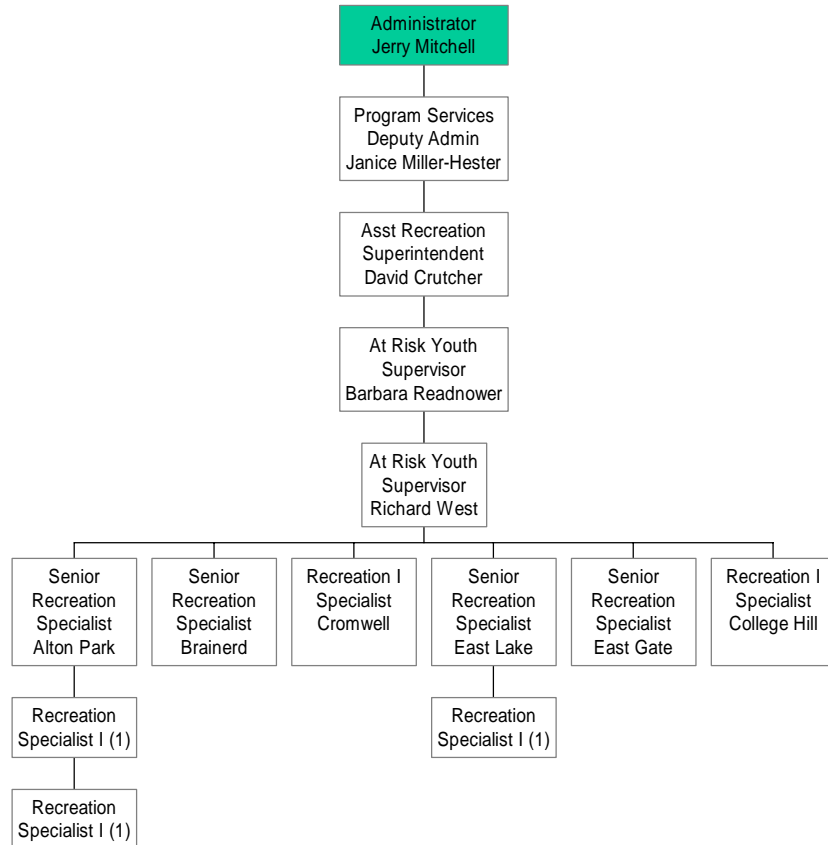 Administrator
Jerry Mitchell
Program Services
Deputy Admin
Janice Miller-Hester
Asst Recreation
Superintendent
David Crutcher
At Risk Youth
Supervisor
Barbara Readnower
At Risk Youth
Supervisor
Richard West
Senior
Recreation
Specialist
Alton Park
Senior
Recreation
Specialist
Brainerd
Recreation I
Specialist
Cromwell
Senior
Recreation
Specialist
East Lake
Senior
Recreation
Specialist
East Gate
Recreation I
Specialist
College Hill
Recreation
Specialist I (1)
Recreation
Specialist I (1)
Recreation
Specialist I (1)